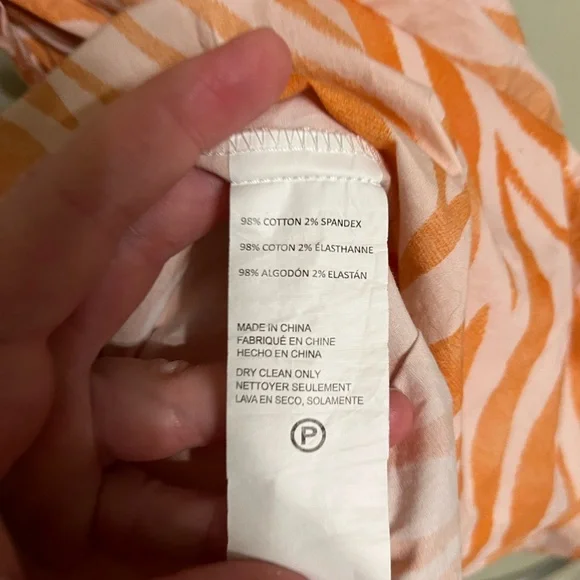 98% COTTON 2% SPANDEX
98% COTON 2% ÉLASTHANNE
98% ALGODÓN 2% ELASTÁN
MADE IN CHINA
FABRIQUÉ EN CHINE
HECHO EN CHINA
DRY CLEAN ONLY
NETTOYER SEULEMENT
LAVA EN SECO, SOLAMENTE
P